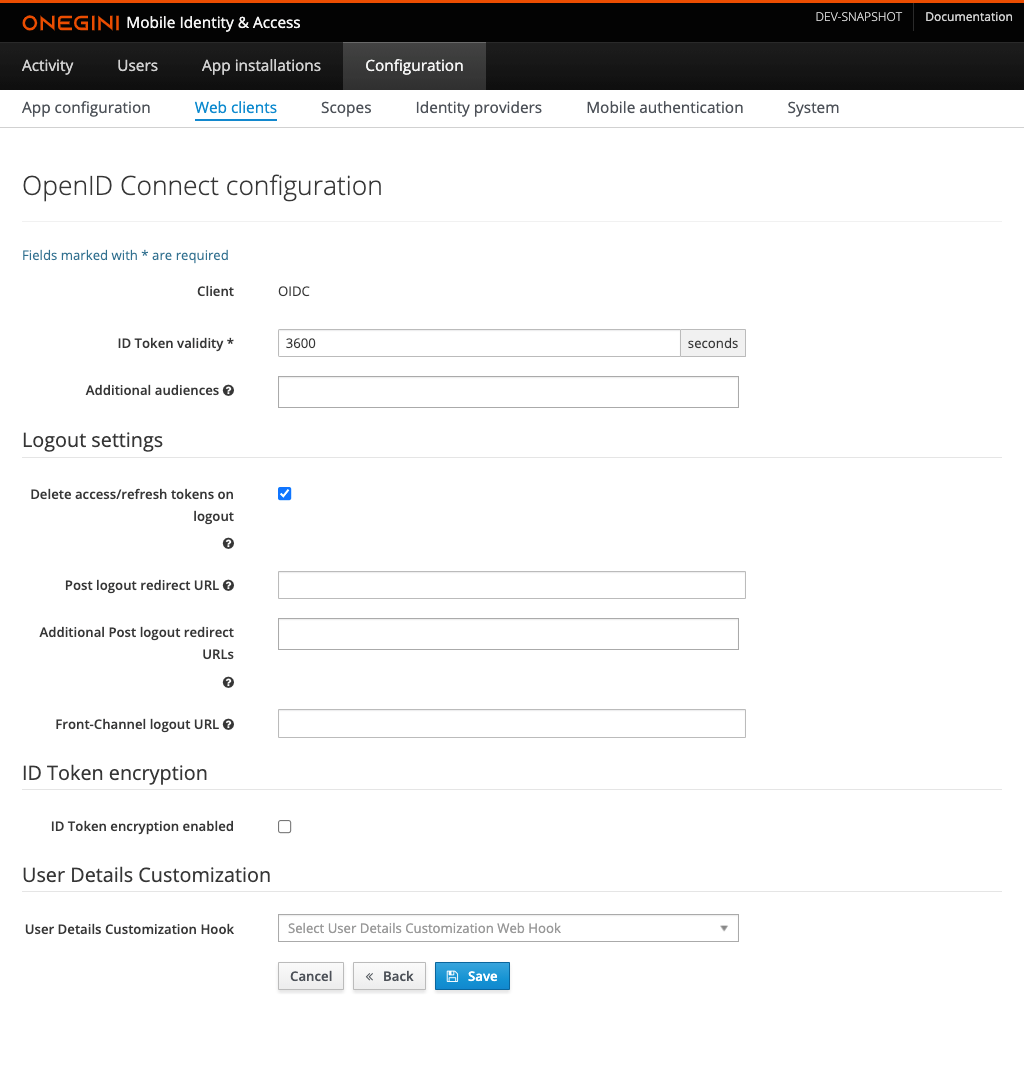 ONEGINI Mobile Identity & Access
DEV-SNAPSHOT Documentation
Activity Users App installations Configuration
App configuration Web clients Scopes Identity providers Mobile authentication System
OpenID Connect configuration
Fields marked with * are required
Client OIDC
ID Token validity * 3600 seconds
Additional audiences
Logout settings
Delete access/refresh tokens on
logout
Post logout redirect URL
Additional Post logout redirect
URLs
Front-Channel logout URL
ID Token encryption
ID Token encryption enabled
User Details Customization
User Details Customization Hook Select User Details Customization Web Hook
Cancel « Back Save